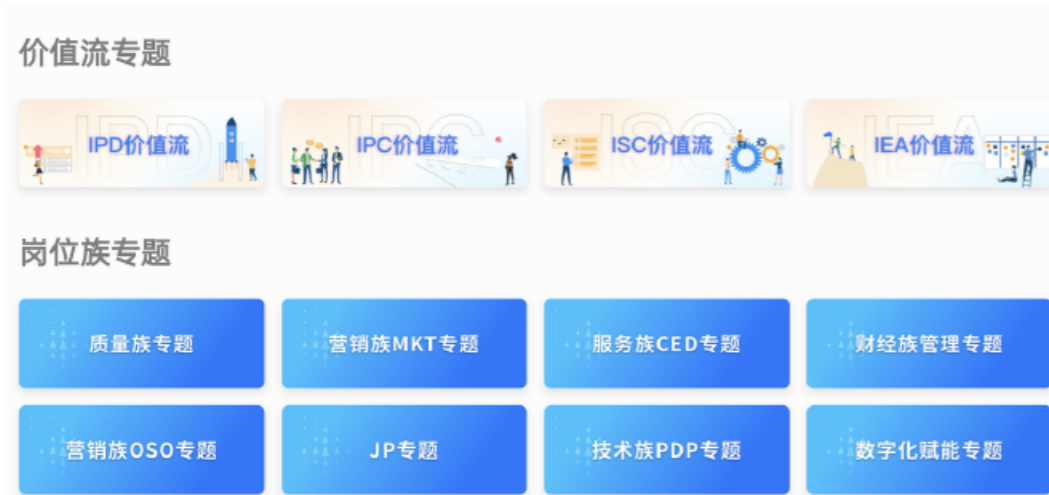 价值流专题
IPD价值流
IPC价值流
ISC价值流
IEA价值流
岗位族专题
质量族专题
营销族MKT专题
服务族CED专题
财经族管理专题
营销族OSO专题
JP专题
技术族PDP专题
数字化赋能专题